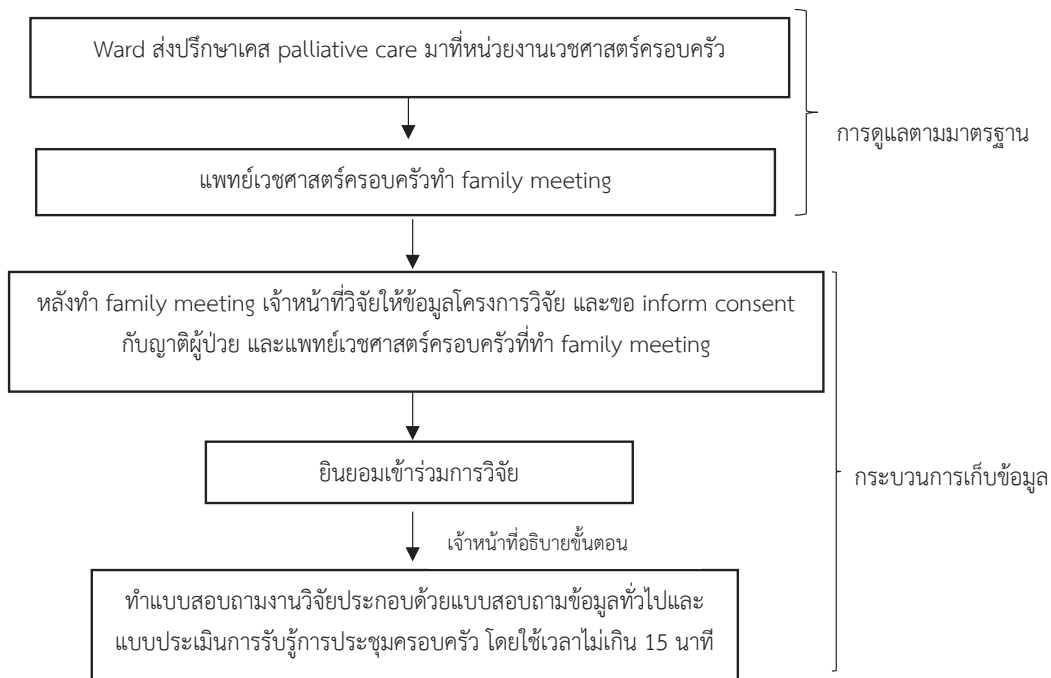 Ward ส่งปรึกษาเคส palliative care มาที่หน่วยงานเวชศาสตร์ครอบครัว
การดูแลตามมาตรฐาน
แพทย์เวชศาสตร์ครอบครัวทำ family meeting
หลังทำ family meeting เจ้าหน้าที่วิจัยให้ข้อมูลโครงการวิจัย และขอ inform consent
กับญาติผู้ป่วย และแพทย์เวชศาสตร์ครอบครัวที่ทำ family meeting
ยินยอมเข้าร่วมการวิจัย
กระบวนการเก็บข้อมูล
เจ้าหน้าที่อธิบายขั้นตอน
ทำแบบสอบถามงานวิจัยประกอบด้วยแบบสอบถามข้อมูลทั่วไปและ
แบบประเมินการรับรู้การประชุมครอบครัว โดยใช้เวลาไม่เกิน 15 นาที